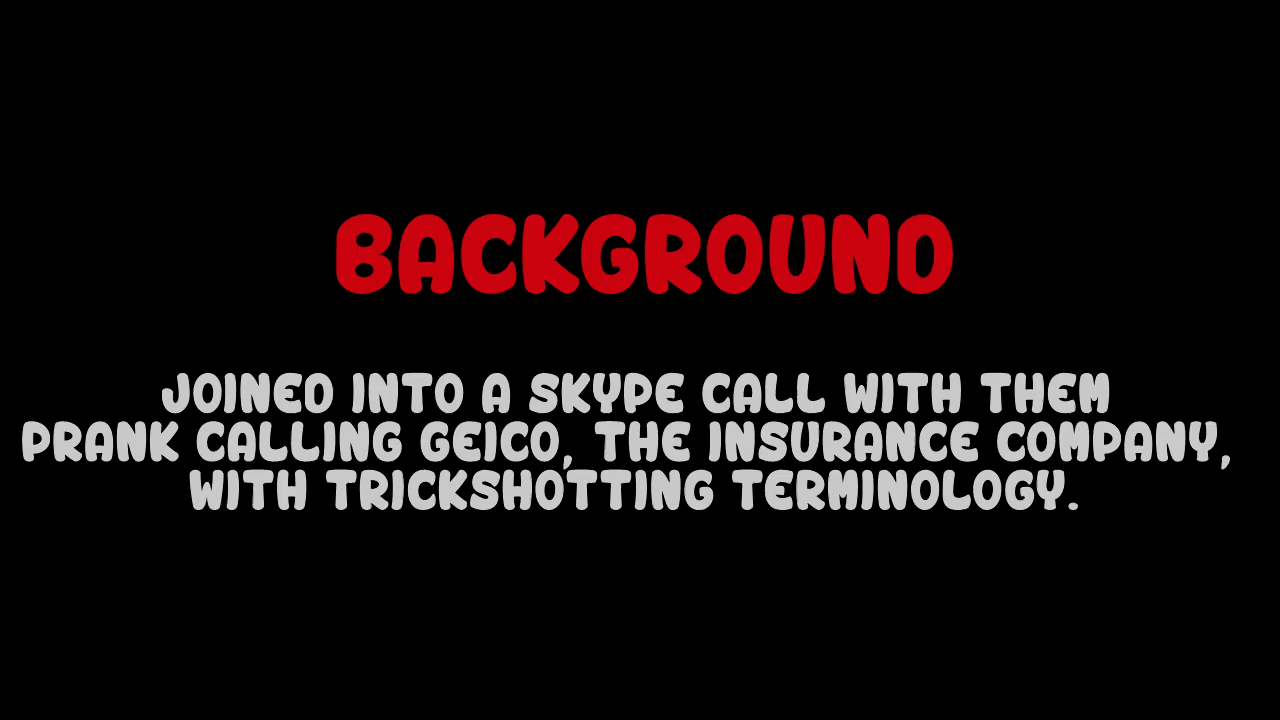 BACKGROUND
JOINED INTO A SKYPE CALL WITH THEM
PRANK CALLING GEICO, THE INSURANCE COMPANY,
WITH TRICKSHOTTING TERMINOLOGY.